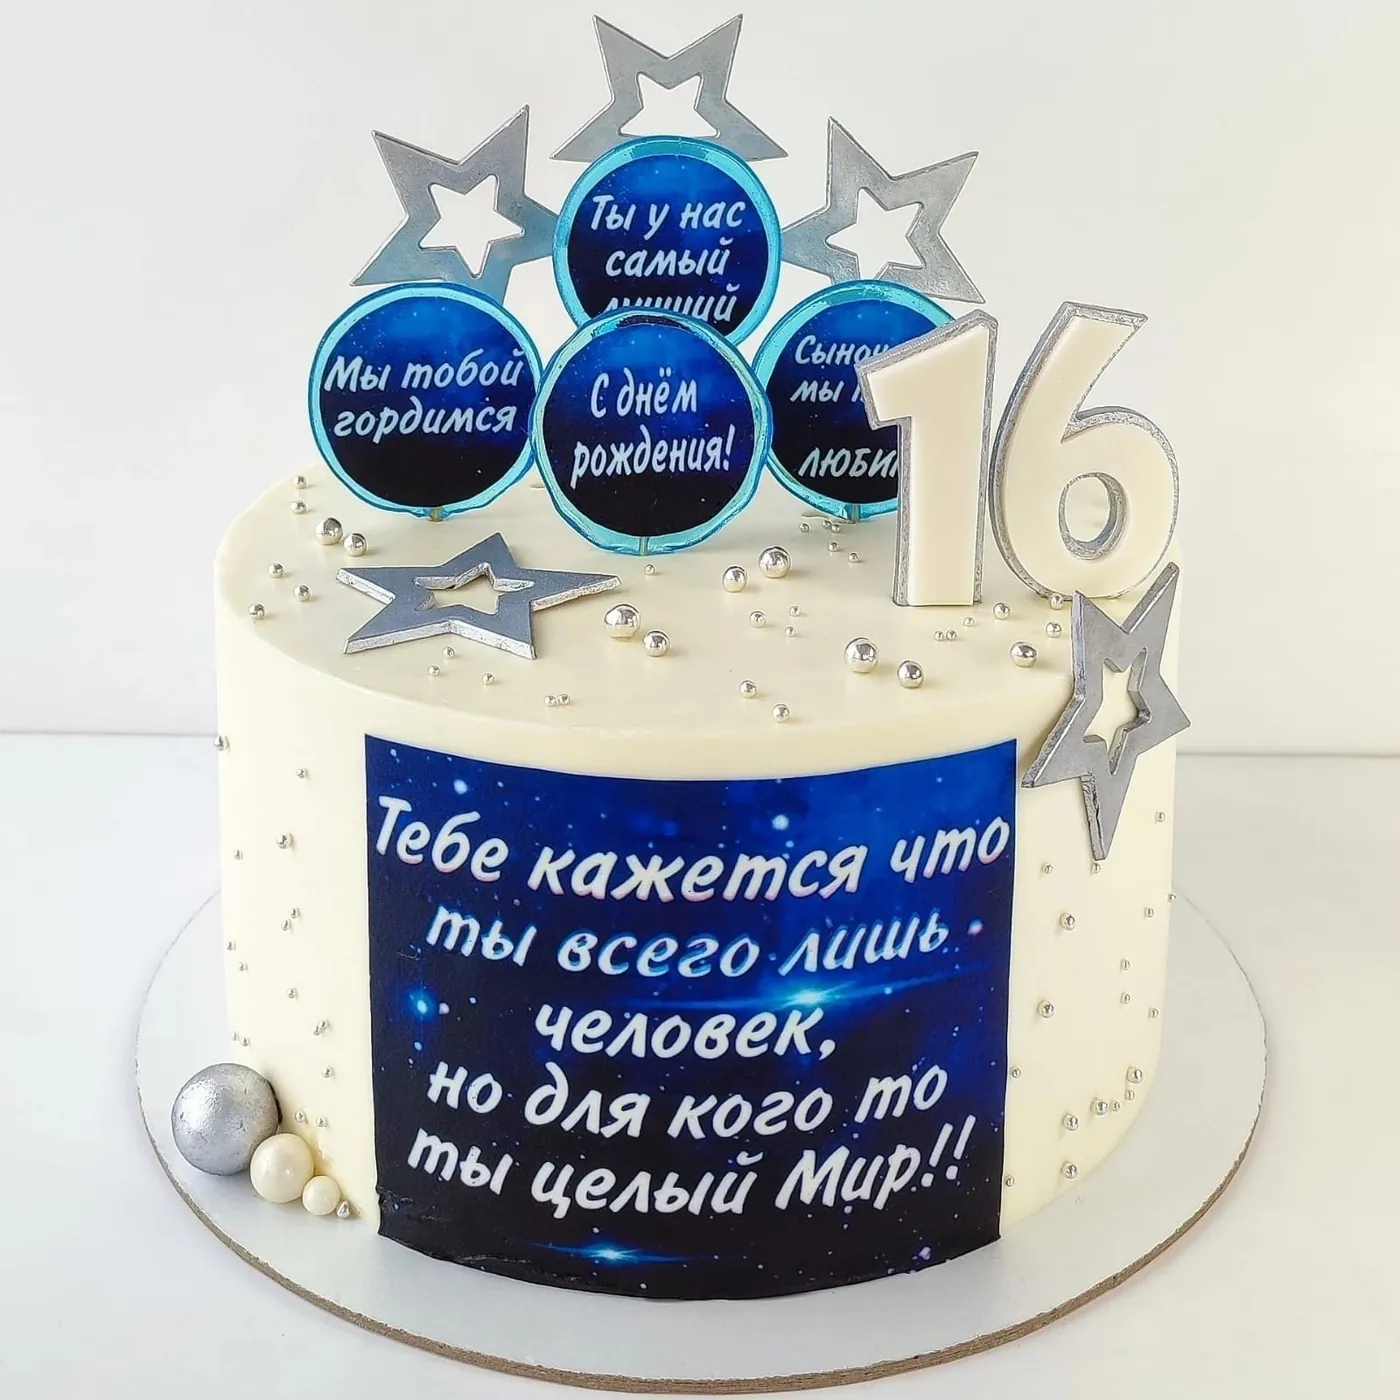 Ты у нас
самый
лучший
Мы тобой
гордимся
С днём
рождения!
мы
16
Тебе кажется что
ты всего лишь
человек,
но для кого то
ты целый Мир!!